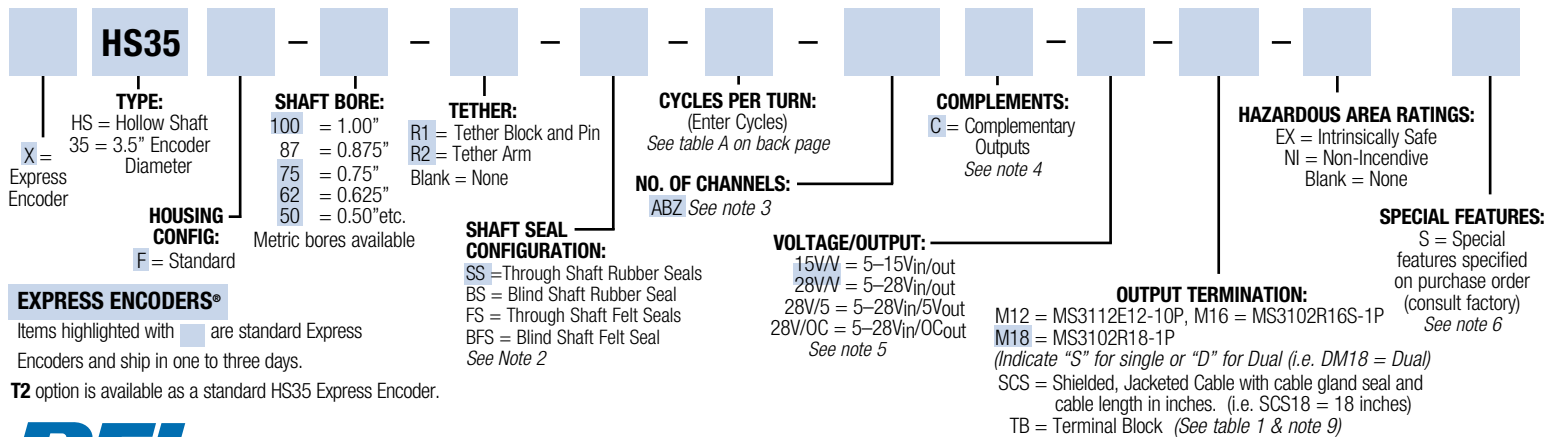 HS35 – – – – – – – –
X =
Express
Encoder
TYPE:
HS = Hollow Shaft
35 = 3.5" Encoder
Diameter
HOUSING
CONFIG:
F = Standard
SHAFT BORE:
100 = 1.00"
87 = 0.875"
75 = 0.75"
62 = 0.625"
50 = 0.50"etc.
Metric bores available
TETHER:
R1 = Tether Block and Pin
R2 = Tether Arm
Blank = None
SHAFT SEAL
CONFIGURATION:
SS =Through Shaft Rubber Seals
BS = Blind Shaft Rubber Seal
FS = Through Shaft Felt Seals
BFS = Blind Shaft Felt Seal
See Note 2
CYCLES PER TURN:
(Enter Cycles)
See table A on back page
NO. OF CHANNELS:
ABZ See note 3
COMPLEMENTS:
C = Complementary
Outputs
See note 4
VOLTAGE/OUTPUT:
15V/V = 5–15Vin/out
28V/V = 5–28Vin/out
28V/5 = 5–28Vin/5Vout
28V/OC = 5–28Vin/OCout
See note 5
OUTPUT TERMINATION:
M12 = MS3112E12-10P, M16 = MS3102R16S-1P
M18 = MS3102R18-1P
(Indicate "S" for single or "D" for Dual (i.e. DM18 = Dual)
SCS = Shielded, Jacketed Cable with cable gland seal and
cable length in inches. (i.e. SCS18 = 18 inches)
TB = Terminal Block (See table 1 & note 9)
HAZARDOUS AREA RATINGS:
EX = Intrinsically Safe
NI = Non-Incendive
Blank = None
SPECIAL FEATURES:
S = Special
features specified
on purchase order
(consult factory)
See note 6
EXPRESS ENCODERS®
Items highlighted with are standard Express
Encoders and ship in one to three days.
T2 option is available as a standard HS35 Express Encoder.